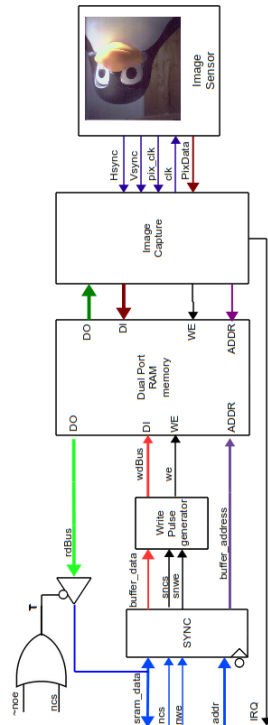 ~noe
ncs
T
rdBus
sram_data
ncs
nwe
addr
IRQ
SYNC
buffer_data
sncs
snwe
buffer_address
Write
Pulse
generator
wdBus
we
DO
DI
WE
ADDR
Dual Port
RAM
memory
DO
DI
WE
ADDR
Image
Capture
Hsync
Vsync
pix_clk
clk
PixData
Image
Sensor